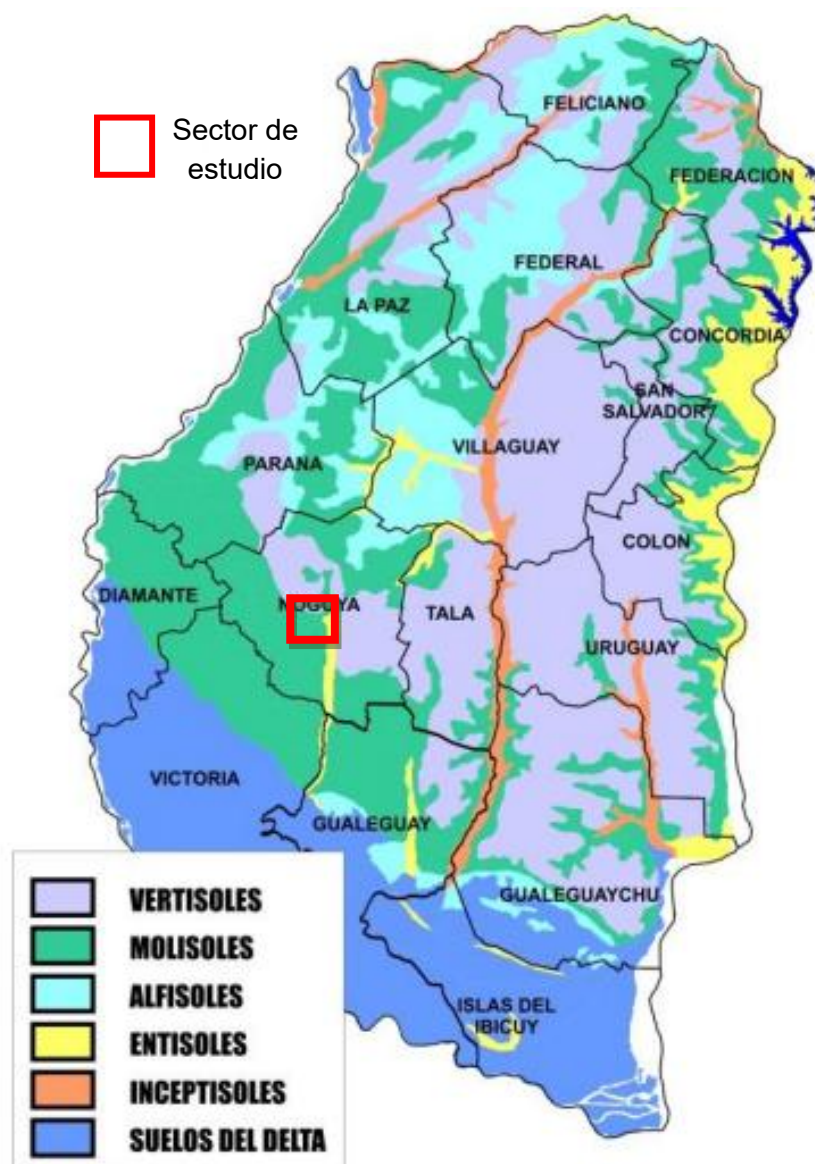 Sector de
estudio
FELICIANO
FEDERACION
FEDERAL
LA PAZ
CONCORDIA
SAN
SALVADOR
VILLAGUAY
PARANA
COLON
DIAMANTE
NOGOYA
TALA
URUGUAY
VICTORIA
GUALEGUAY
GUALEGUAYCHU
ISLAS DEL
IBICUY
VERTISOLES
MOLISOLES
ALFISOLES
ENTISOLES
INCEPTISOLES
SUELOS DEL DELTA